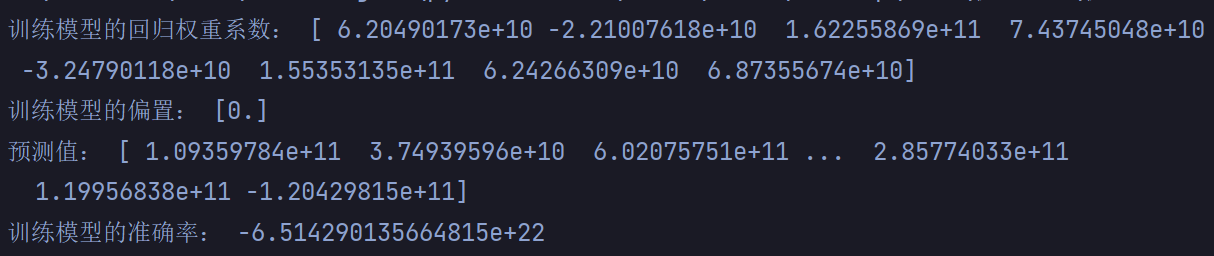 训练模型的回归权重系数： [ 6.20490173e+10 -2.21007618e+10  1.62255869e+11  7.43745048e+10
 -3.24790118e+10  1.55353135e+11  6.24266309e+10  6.87355674e+10]
训练模型的偏置： [0.]
预测值： [ 1.09359784e+11  3.74939596e+10  6.02075751e+11 ...  2.85774033e+11
  1.19956838e+11 -1.20429815e+11]
训练模型的准确率： -6.514290135664815e+22